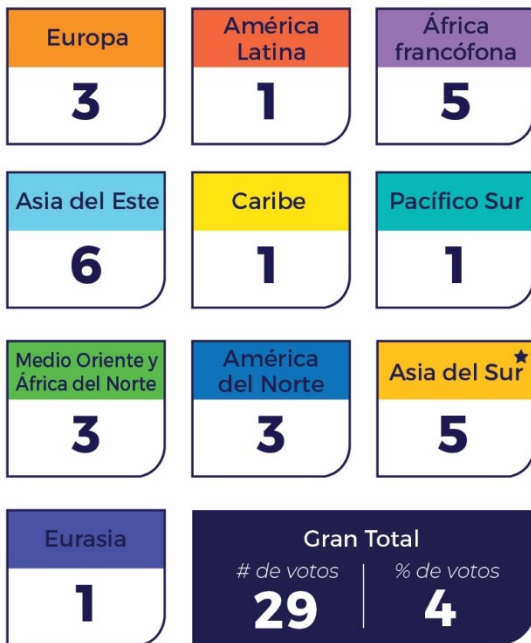 Europa
3
América
Latina
1
África
francófona
5
Asia del Este
6
Caribe
1
Pacífico Sur
1
Medio Oriente y
África del Norte
3
América
del Norte
3
Asia del Sur
5
Eurasia
1
Gran Total
# de votos
29
% de votos
4